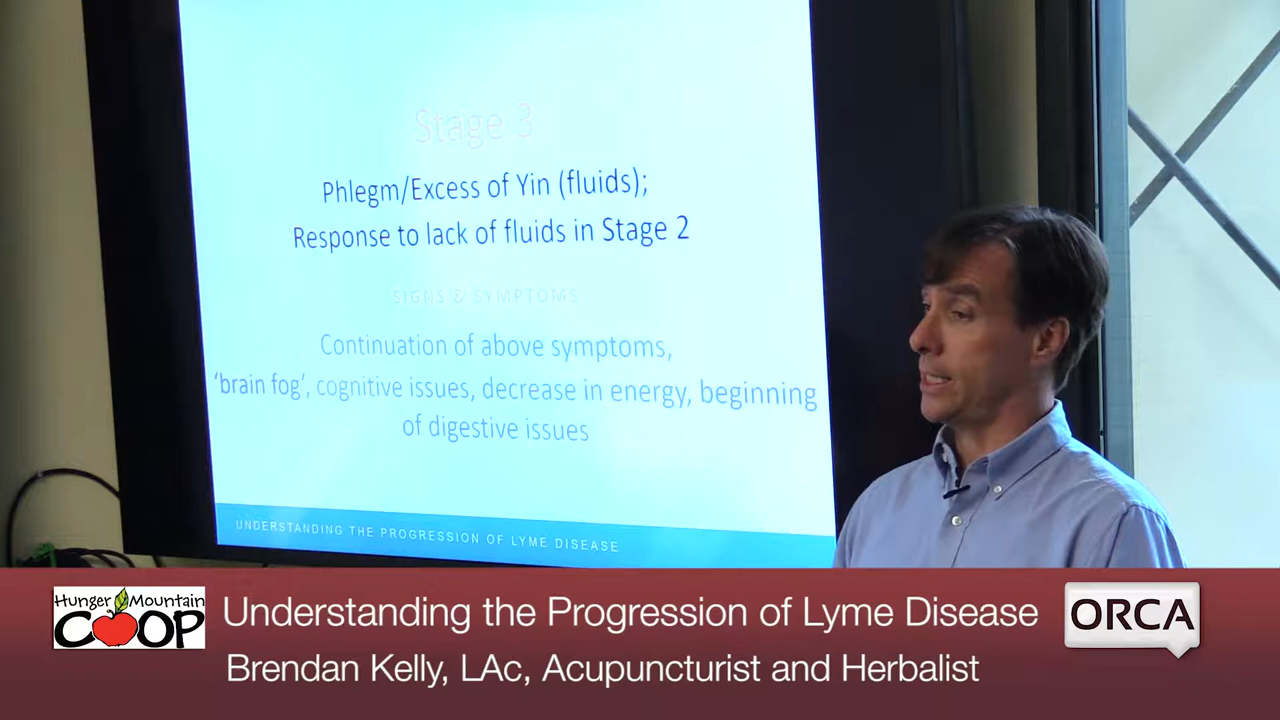 Stage 3
Phlegm/Excess of Yin (fluids);
Response to lack of fluids in Stage 2
SIGNS & SYMPTOMS
Continuation of above symptoms,
‘brain fog’, cognitive issues, decrease in energy, beginning
of digestive issues
UNDERSTANDING THE PROGRESSION OF LYME DISEASE
Hunger Mountain
COOP
Understanding the Progression of Lyme Disease
Brendan Kelly, LAc, Acupuncturist and Herbalist
ORCA